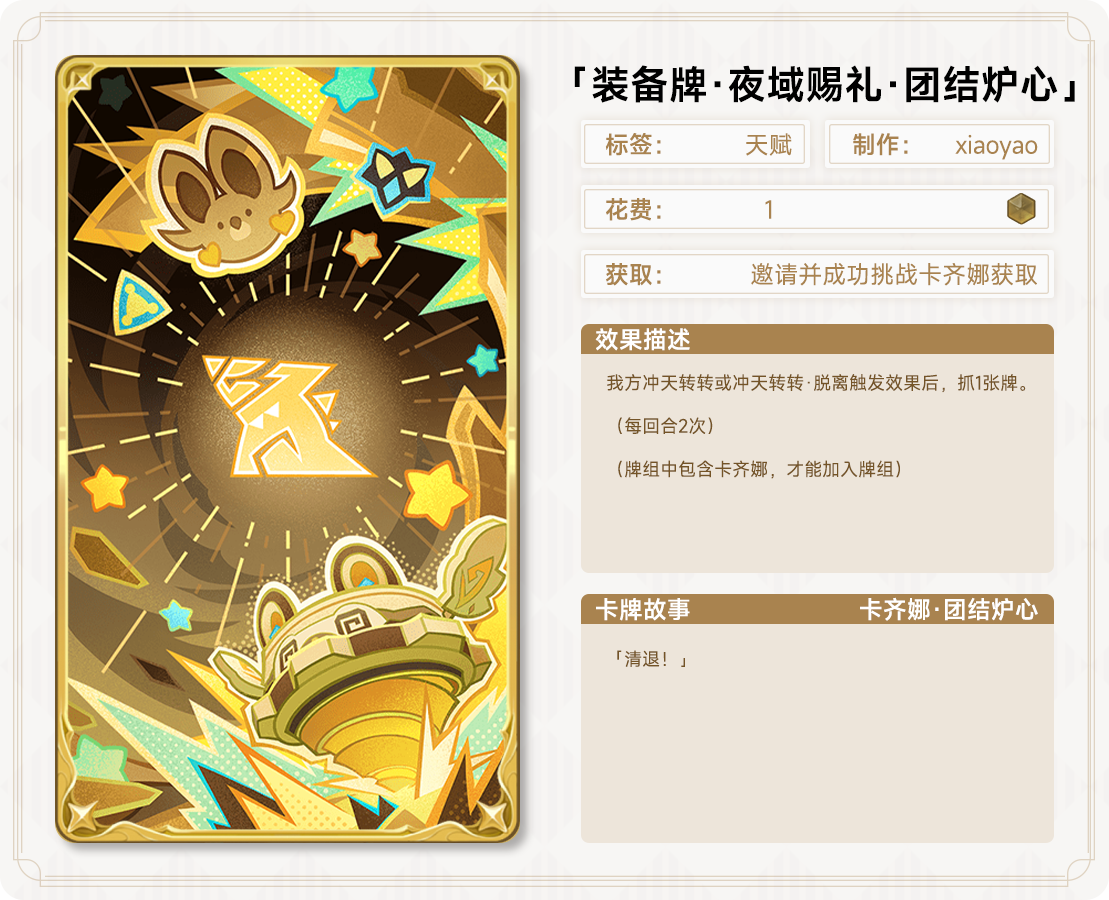 「装备牌·夜域赐礼·团结炉心」
标签： 天赋
制作： xiaoyao
花费： 1
获取： 邀请并成功挑战卡齐娜获取
效果描述
我方冲天转转或冲天转转·脱离触发效果后，抓1张牌。
（每回合2次）
（牌组中包含卡齐娜，才能加入牌组）
卡牌故事 卡齐娜·团结炉心
「清退！」